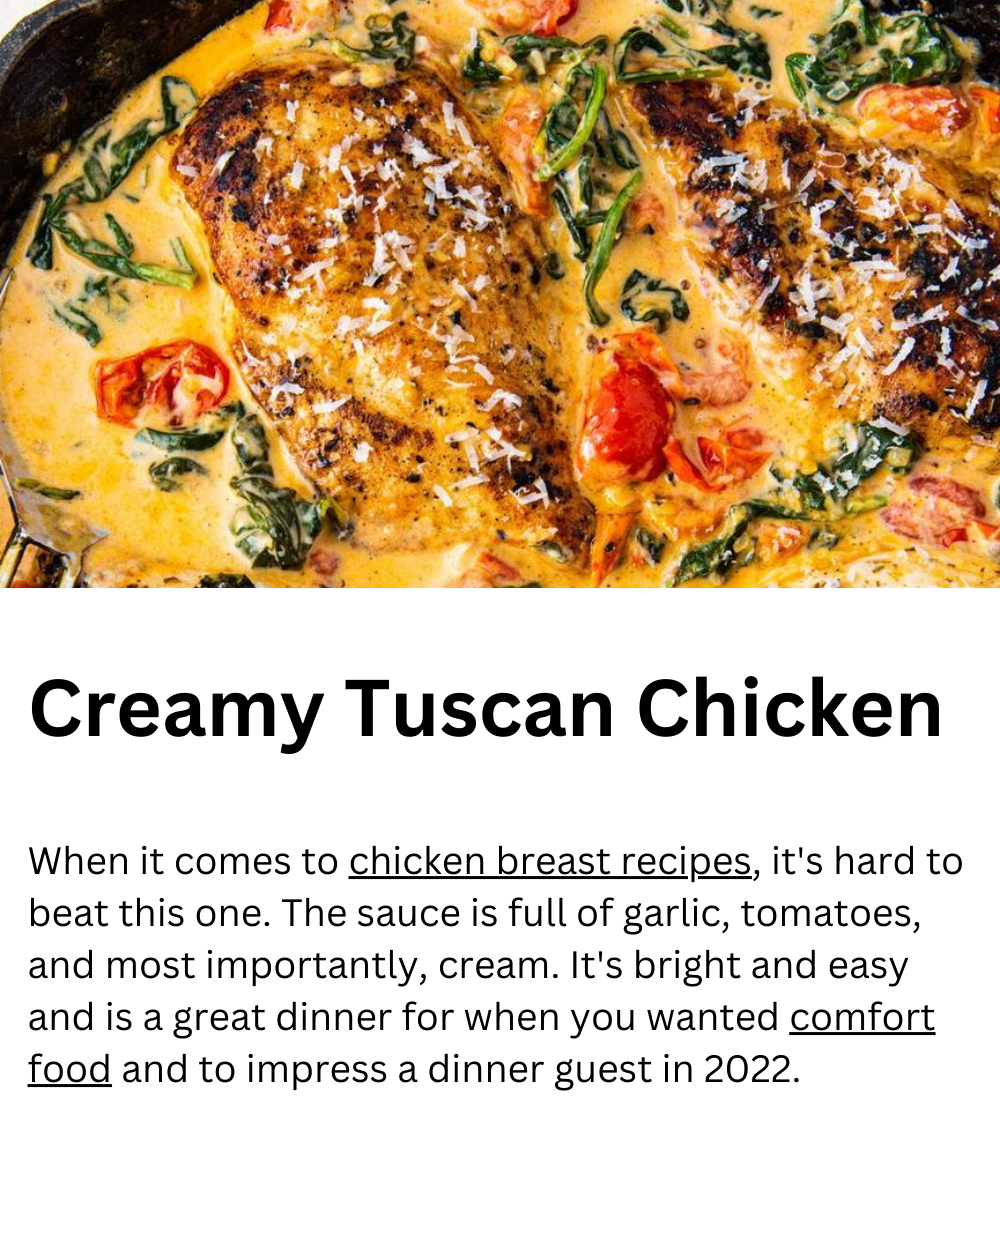 Creamy Tuscan Chicken
When it comes to chicken breast recipes, it's hard to
beat this one. The sauce is full of garlic, tomatoes,
and most importantly, cream. It's bright and easy
and is a great dinner for when you wanted comfort
food and to impress a dinner guest in 2022.